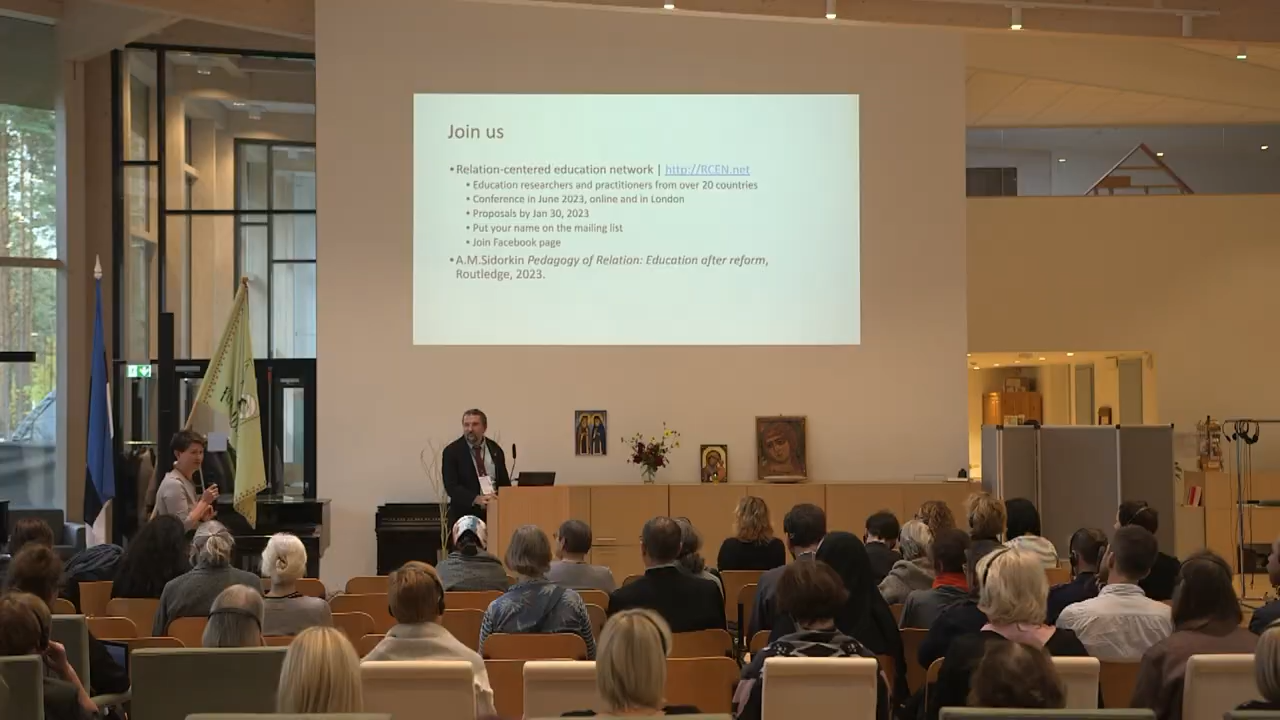 Join us
• Relation-centered education network | http://RCEN.net
• Education researchers and practitioners from over 20 countries
• Conference in June 2023, online and in London
• Proposals by Jan 30, 2023
• Put your name on the mailing list
• Join Facebook page
• A.M.Sidorkin Pedagogy of Relation: Education after reform,
Routledge, 2023.